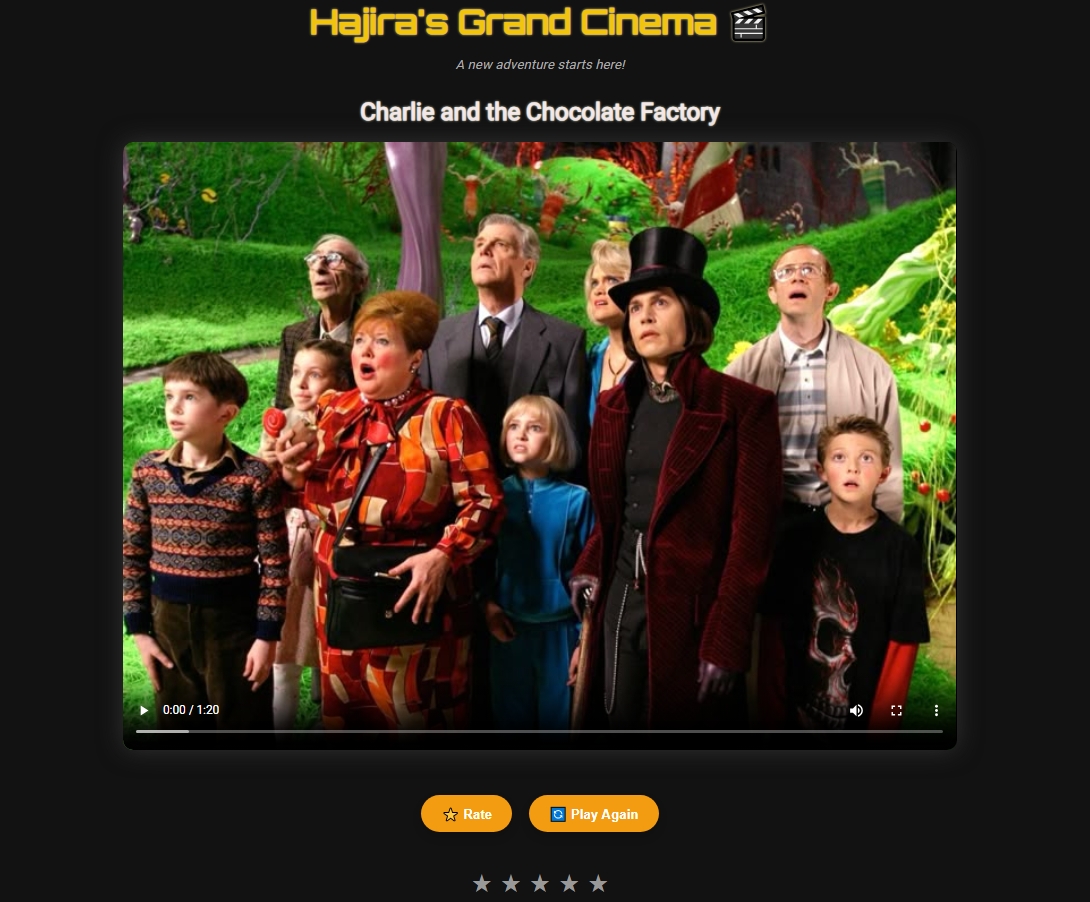 Hajira's Grand Cinema 🎬
A new adventure starts here!
Charlie and the Chocolate Factory
0:00 / 1:20
☆ Rate
🔄 Play Again
★ ★ ★ ★ ★